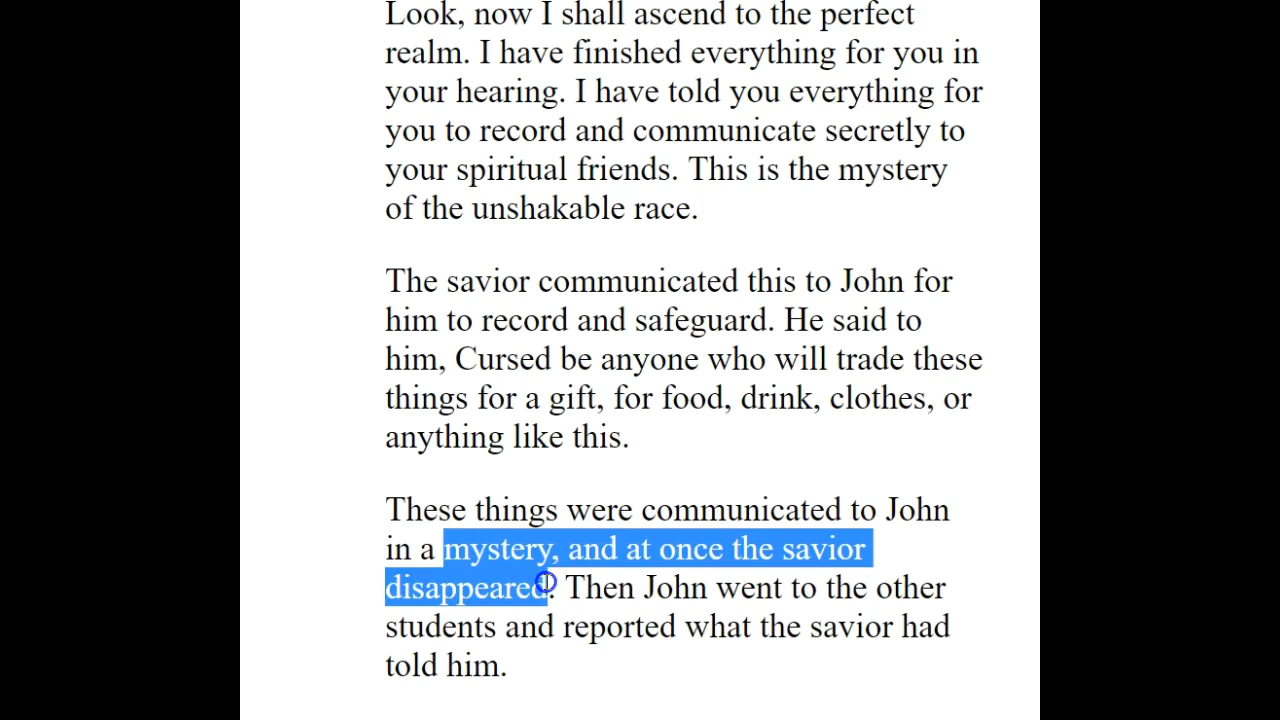 Look, now I shall ascend to the perfect
realm. I have finished everything for you in
your hearing. I have told you everything for
you to record and communicate secretly to
your spiritual friends. This is the mystery
of the unshakable race.
The savior communicated this to John for
him to record and safeguard. He said to
him, Cursed be anyone who will trade these
things for a gift, for food, drink, clothes, or
anything like this.
These things were communicated to John
in a mystery, and at once the savior
disappeared. Then John went to the other
students and reported what the savior had
told him.